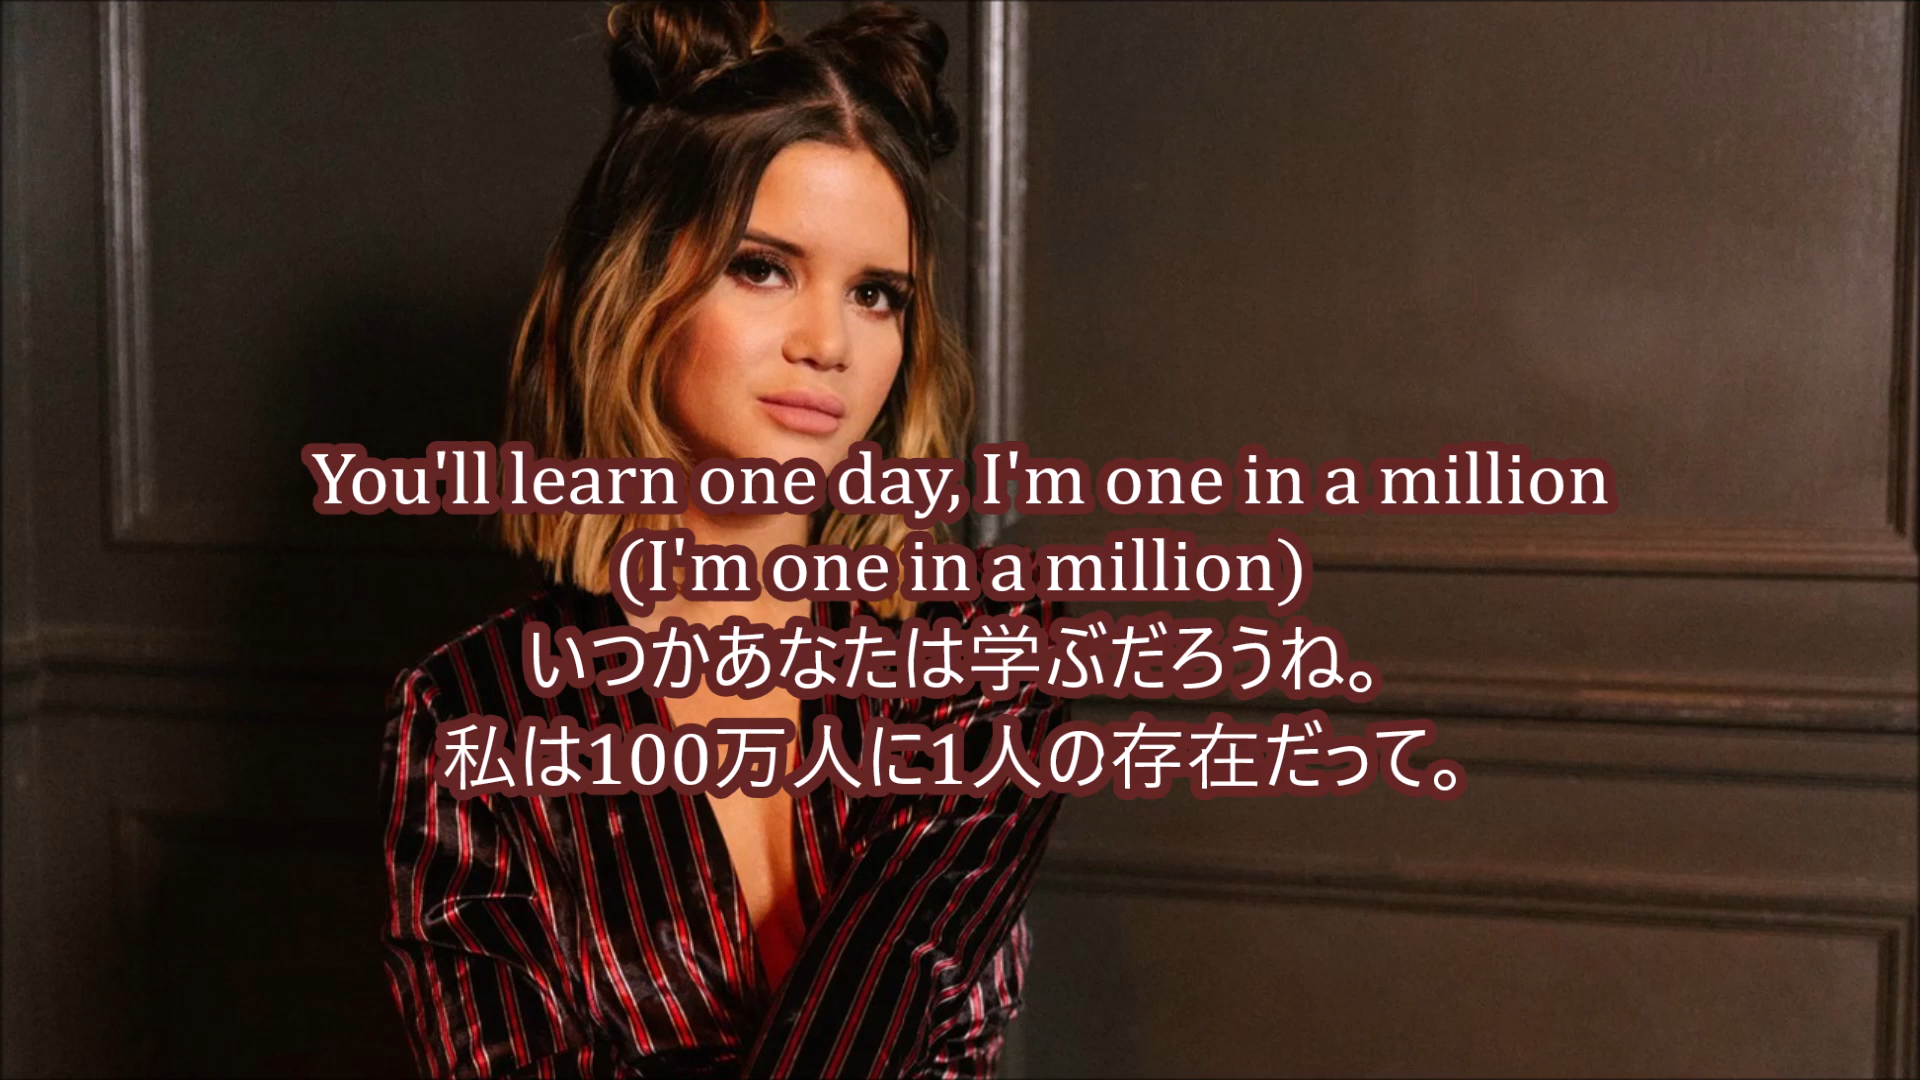 You'll learn one day, I'm one in a million
(I'm one in a million)
いつかあなたは学ぶだろうね。
私は100万人に1人の存在だって。